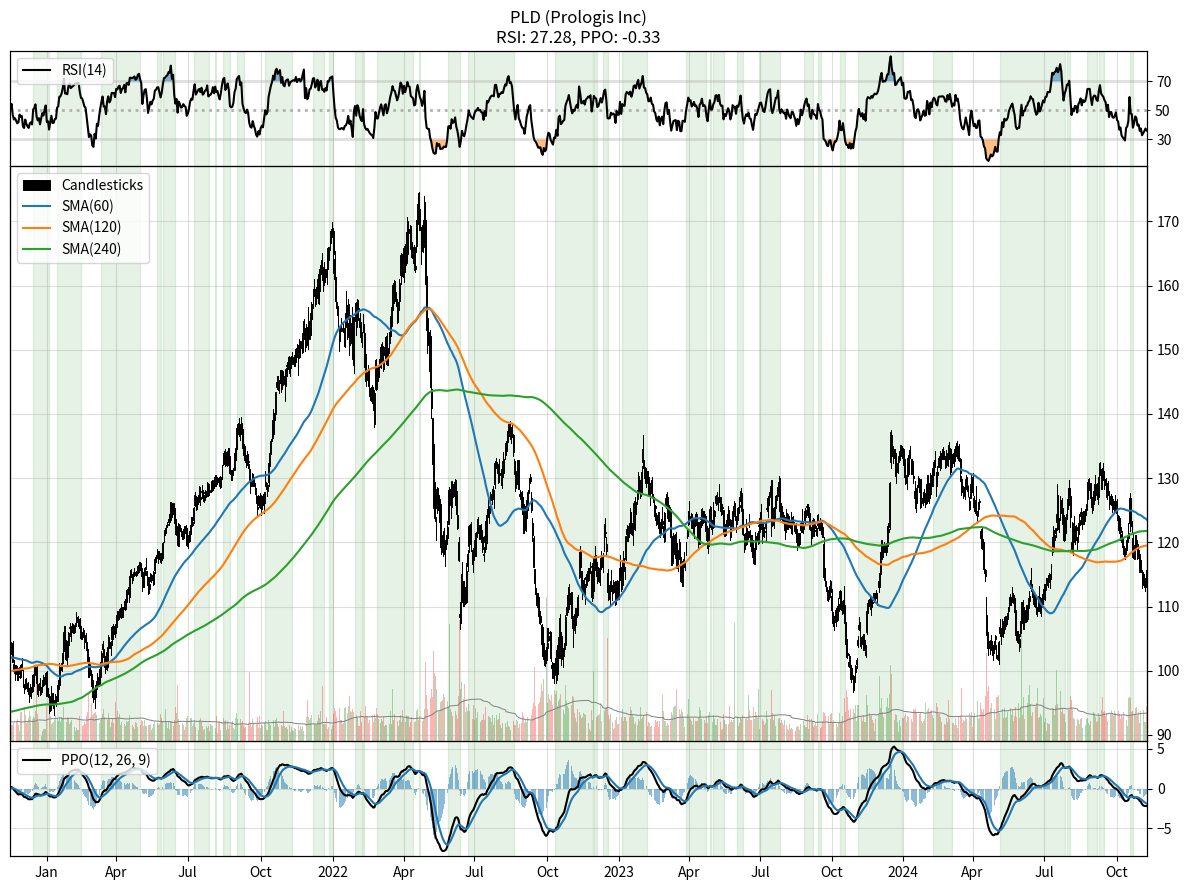 PLD (Prologis Inc)
RSI: 27.28, PPO: -0.33
RSI(14)
70
50
30
Candlesticks
SMA(60)
SMA(120)
SMA(240)
170
160
150
140
130
120
110
100
90
PPO(12, 26, 9)
5
0
−5
Jan Apr Jul Oct 2022 Apr Jul Oct 2023 Apr Jul Oct 2024 Apr Jul Oct